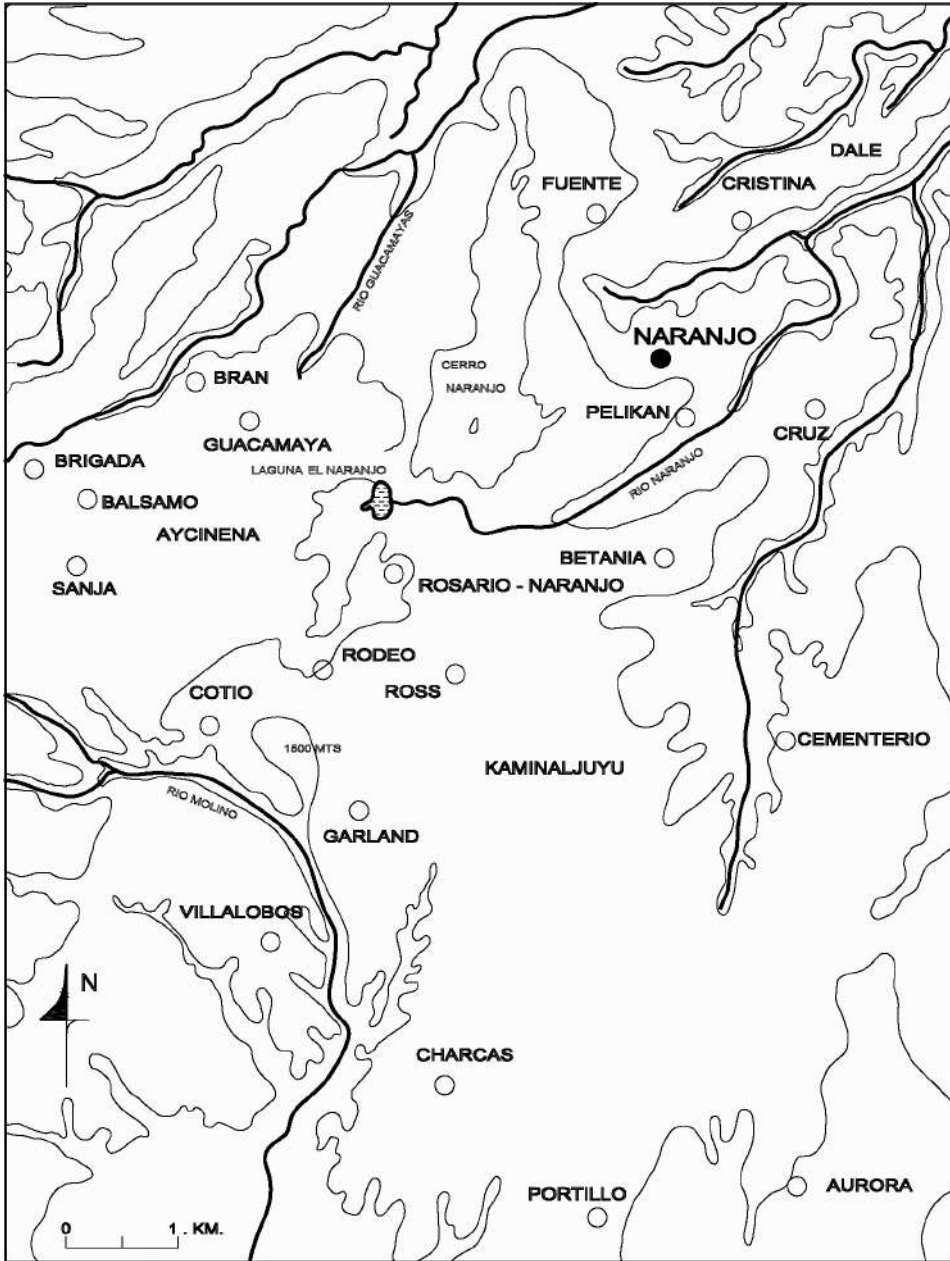 DALE
FUENTE
CRISTINA
RIO GUACAMAYAS
NARANJO
CERRO
NARANJO
BRAN
PELIKAN
GUACAMAYA
CRUZ
BRIGADA
LAGUNA EL NARANJO
RIO NARANJO
BALSAMO
AYCINENA
BETANIA
SANJA
ROSARIO - NARANJO
RODEO
ROSS
COTIO
1500 MTS
CEMENTERIO
KAMINALJUYU
RIO MOLINO
GARLAND
VILLALOBOS
N
CHARCAS
AURORA
PORTILLO
0 1 . KM.